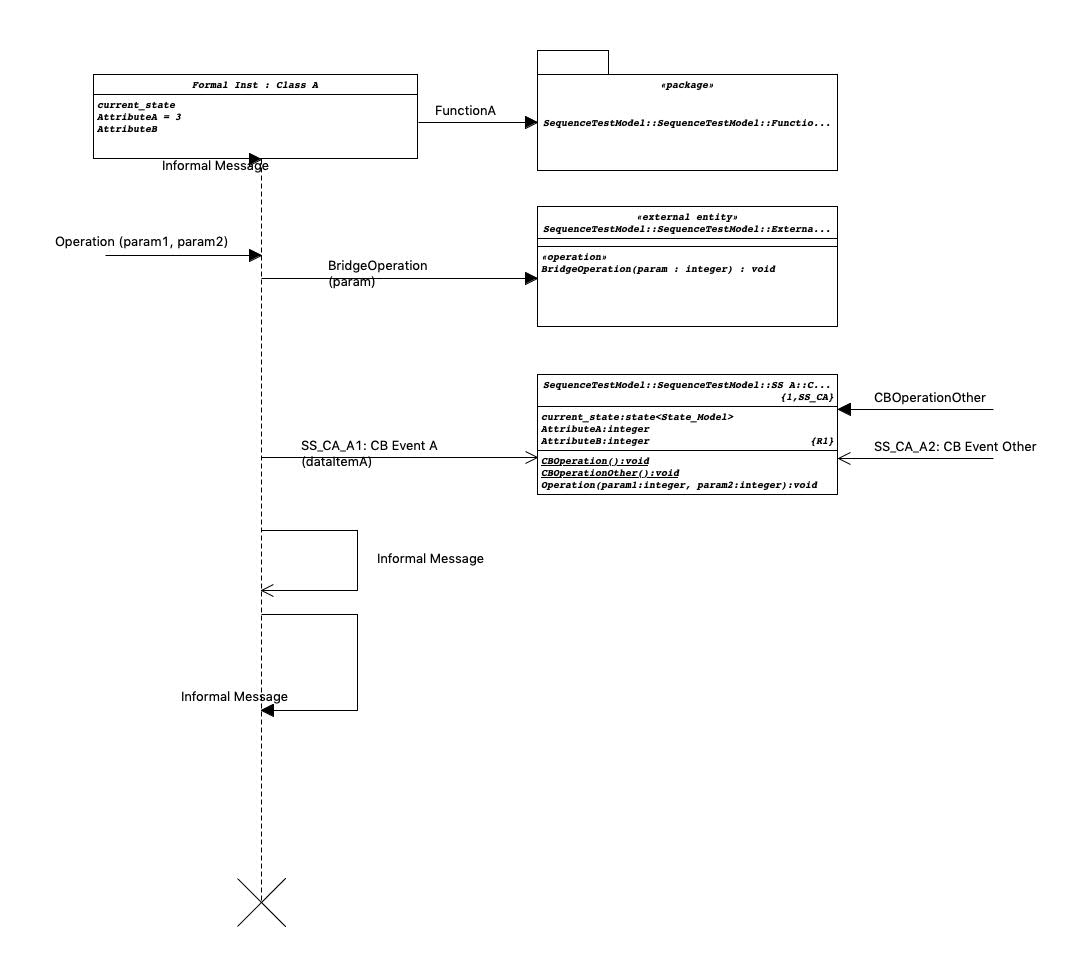 Formal Inst : Class A
current_state
AttributeA = 3
AttributeB
Informal Message
FunctionA
«package»
SequenceTestModel::SequenceTestModel::Functio...
Operation (param1, param2)
BridgeOperation
(param)
«external entity»
SequenceTestModel::SequenceTestModel::Externa...
«operation»
BridgeOperation(param : integer) : void
SequenceTestModel::SequenceTestModel::SS A::C...
{1,SS_CA}
current_state:state<State_Model>
AttributeA:integer
AttributeB:integer {R1}
CBOperation():void
CBOperationOther():void
Operation(param1:integer, param2:integer):void
CBOperationOther
SS_CA_A2: CB Event Other
SS_CA_A1: CB Event A
(dataItemA)
Informal Message
Informal Message